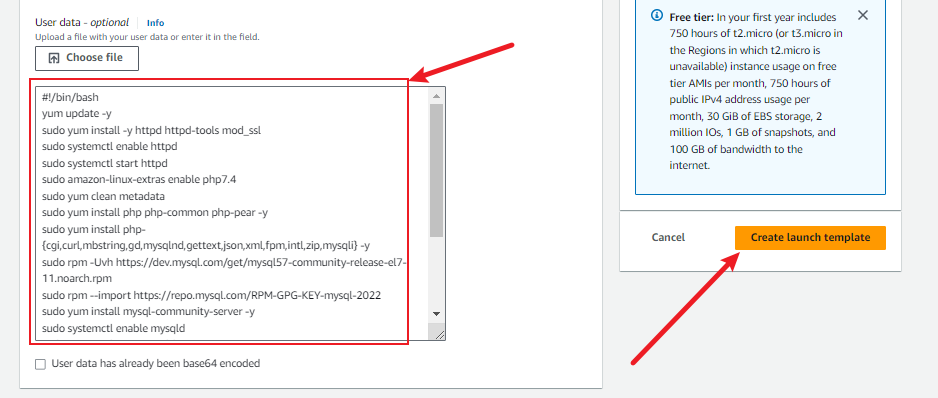 User data - optional Info
Upload a file with your user data or enter it in the field.
Choose file
#!/bin/bash
yum update -y
sudo yum install -y httpd httpd-tools mod_ssl
sudo systemctl enable httpd
sudo systemctl start httpd
sudo amazon-linux-extras enable php7.4
sudo yum clean metadata
sudo yum install php php-common php-pear -y
sudo yum install php-
{cgi,curl,mbstring,gd,mysqlnd,gettext,json,xml,fpm,intl,zip,mysqli} -y
sudo rpm -Uvh https://dev.mysql.com/get/mysql57-community-release-el7-
11.noarch.rpm
sudo rpm --import https://repo.mysql.com/RPM-GPG-KEY-mysql-2022
sudo yum install mysql-community-server -y
sudo systemctl enable mysqld
User data has already been base64 encoded
Free tier: In your first year includes
750 hours of t2.micro (or t3.micro
in the Regions in which t2.micro is
unavailable) instance usage on free
tier AMIs per month, 750 hours of
public IPv4 address usage per
month, 30 GiB of EBS storage, 2
million IOs, 1 GB of snapshots, and
100 GB of bandwidth to the
internet.
Cancel
Create launch template